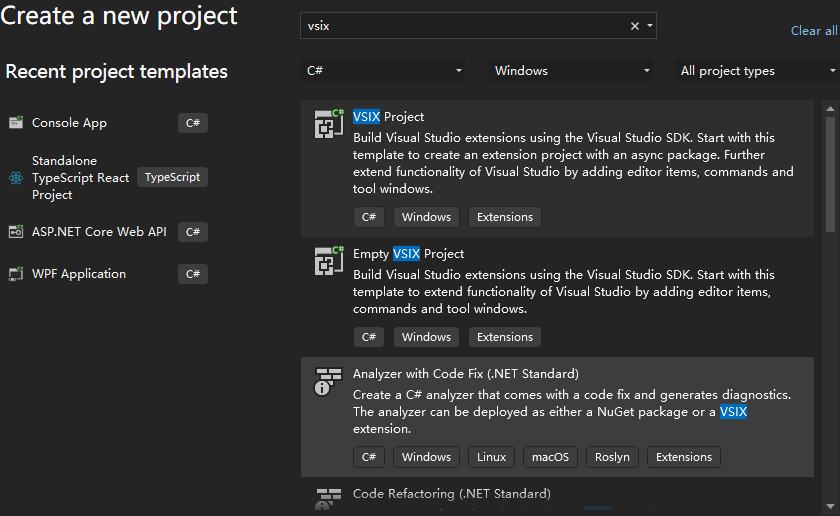 Create a new project
vsix
Clear all
Recent project templates
C#
Windows
All project types
Console App
C#
Standalone
TypeScript React
Project
TypeScript
ASP.NET Core Web API
C#
WPF Application
C#
C#
VSIX Project
Build Visual Studio extensions using the Visual Studio SDK. Start with this
template to create an extension project with an async package. Further
extend functionality of Visual Studio by adding editor items, commands and
tool windows.
C#
Windows
Extensions
C#
Empty VSIX Project
Build Visual Studio extensions using the Visual Studio SDK. Start with this
template to extend functionality of Visual Studio by adding editor items,
commands and tool windows.
C#
Windows
Extensions
Analyzer with Code Fix (.NET Standard)
Create a C# analyzer that comes with a code fix and generates diagnostics.
The analyzer can be deployed as either a NuGet package or a VSIX
extension.
C#
Windows
Linux
macOS
Roslyn
Extensions
Code Refactoring (.NET Standard)